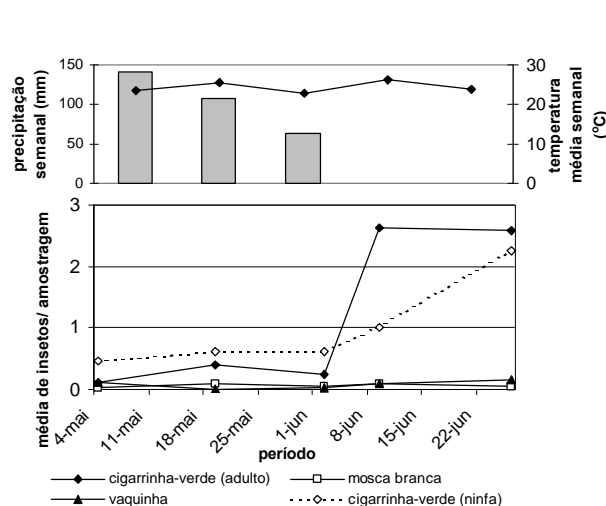 precipitação
semanal (mm)
150
100
50
0
30
20
10
0
temperatura
média semanal
(ºC)
média de insetos/ amostragem
3
2
1
0
4-mai
11-mai
18-mai
25-mai
1-jun
8-jun
15-jun
22-jun
período
cigarrinha-verde (adulto)
mosca branca
vaquinha
cigarrinha-verde (ninfa)